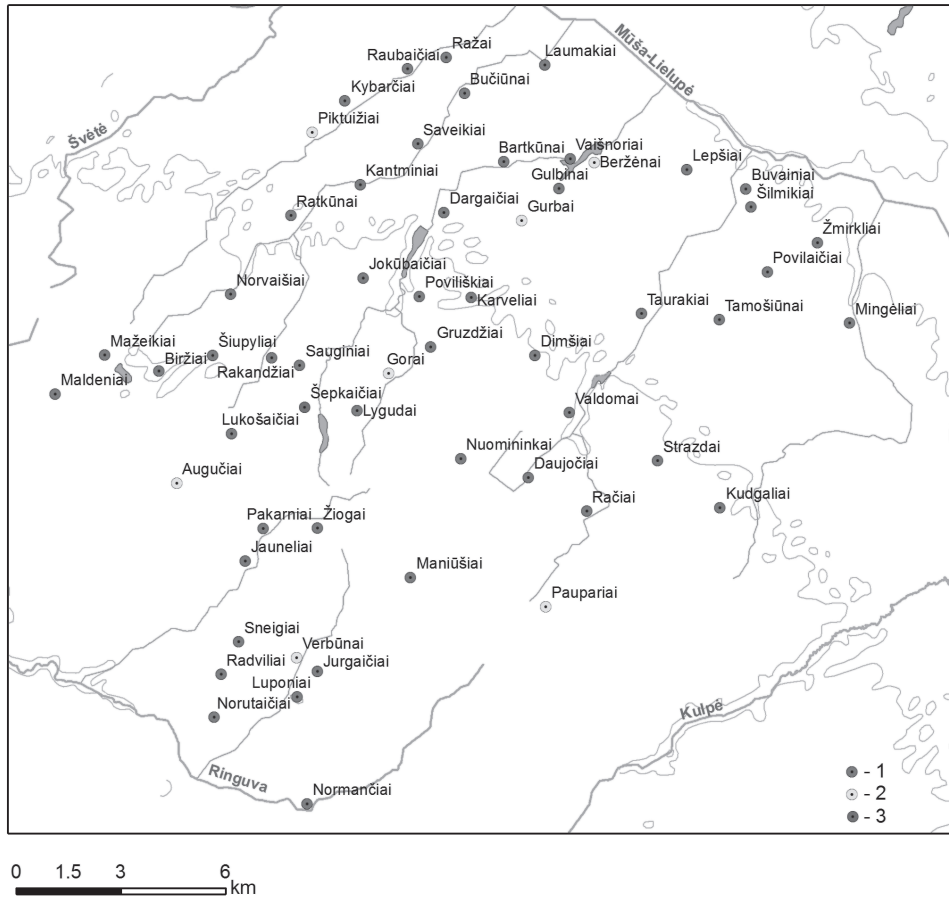 Ražai
Raubaičiai
Laumakiai
Mūša-Lielupė
Kybarčiai
Bučiūnai
Piktuižiai
Švėtė
Saveikiai
Bartkūnai
Vaišnoriai
Beržėnai
Lepšiai
Kantminiai
Gulbinai
Buvainiai
Šilmikiai
Ratkūnai
Dargaičiai
Gurbai
Žmirkliai
Povilaičiai
Jokūbaičiai
Norvaišiai
Poviliškiai
Karveliai
Taurakiai
Tamošiūnai
Mingėliai
Mažeikiai
Biržiai
Šiupyliai
Rakandžiai
Sauginiai
Gorai
Gruzdžiai
Dimšiai
Maldeniai
Šepkaičiai
Lygudai
Valdomai
Lukošaičiai
Nuomininkai
Strazdai
Augučiai
Daujočiai
Račiai
Kudgaliai
Pakarniai
Žiogai
Jauneliai
Maniūšiai
Paupariai
Sneigiai
Verbūnai
Radviliai
Jurgaičiai
Luponiai
Norutaičiai
Kulpė
Ringuva
Normančiai
- 1
- 2
- 3
0 1.5 3 6
km